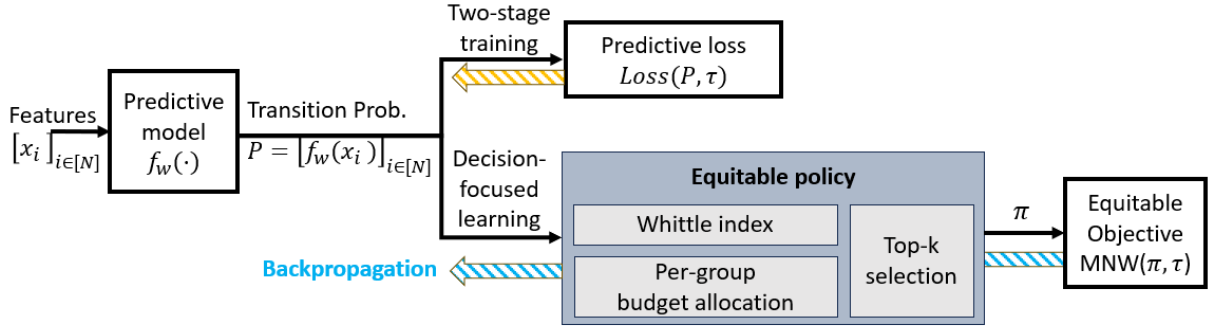 Features
[x_i]_{i∈[N]}
Predictive
model
f_w(·)
Transition Prob.
P = [f_w(x_i)]_{i∈[N]}
Two-stage
training
Predictive loss
Loss(P, τ)
Decision-
focused
learning
Backpropagation
Equitable policy
Whittle index
Per-group
budget allocation
Top-k
selection
π
Equitable
Objective
MNW(π, τ)